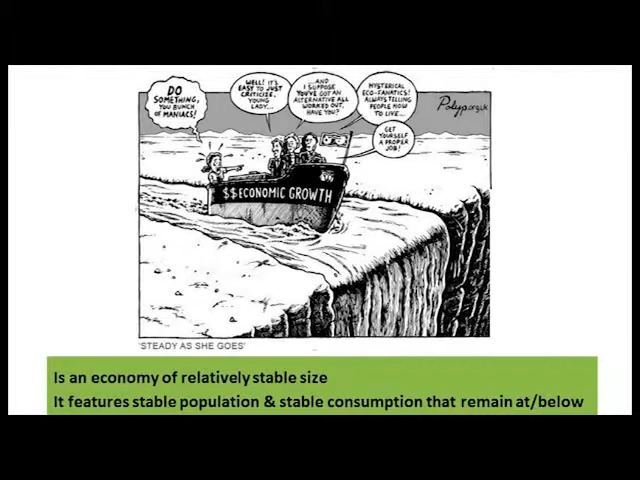 DO
SOMETHING,
YOU BUNCH
OF MANIACS!
WELL! IT'S
EASY TO JUST
CRITICIZE,
YOUNG
LADY...
...AND
I SUPPOSE
YOU'VE GOT AN
ALTERNATIVE ALL
WORKED OUT,
HAVE YOU?
HYSTERICAL
ECO-FANATICS!
ALWAYS TELLING
PEOPLE HOW
TO LIVE...
GET
YOURSELF
A PROPER
JOB!
Polyp.org.uk
$$ECONOMIC GROWTH
'STEADY AS SHE GOES'
Is an economy of relatively stable size
It features stable population & stable consumption that remain at/below